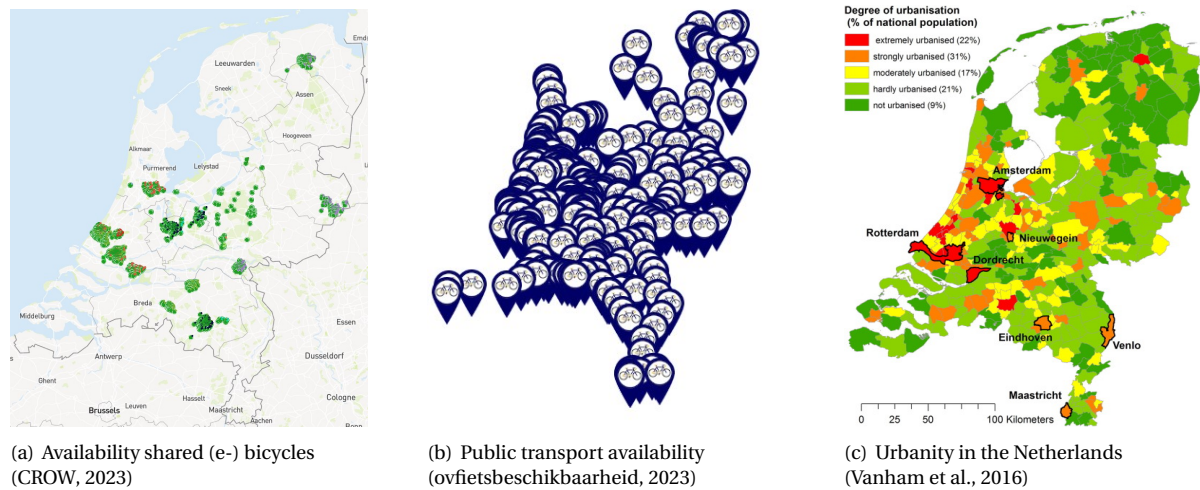 Leeuwarden
Sneek
Assen
Emd
Hoogeveen
Alkmaar
Purmerend
Lelystad
Breda
Middelburg
Essen
Antwerp
Dusseldorf
Ghent
Hasselt
Brussels
Leuven
Maastricht
Cologne
Aachen
(a) Availability shared (e-) bicycles
(CROW, 2023)
(b) Public transport availability
(ovfietsbeschikbaarheid, 2023)
Degree of urbanisation
(% of national population)
extremely urbanised (22%)
strongly urbanised (31%)
moderately urbanised (17%)
hardly urbanised (21%)
not urbanised (9%)
Amsterdam
Rotterdam
Nieuwegein
Dordrecht
Eindhoven
Venlo
Maastricht
0 25 50 100 Kilometers
(c) Urbanity in the Netherlands
(Vanham et al., 2016)